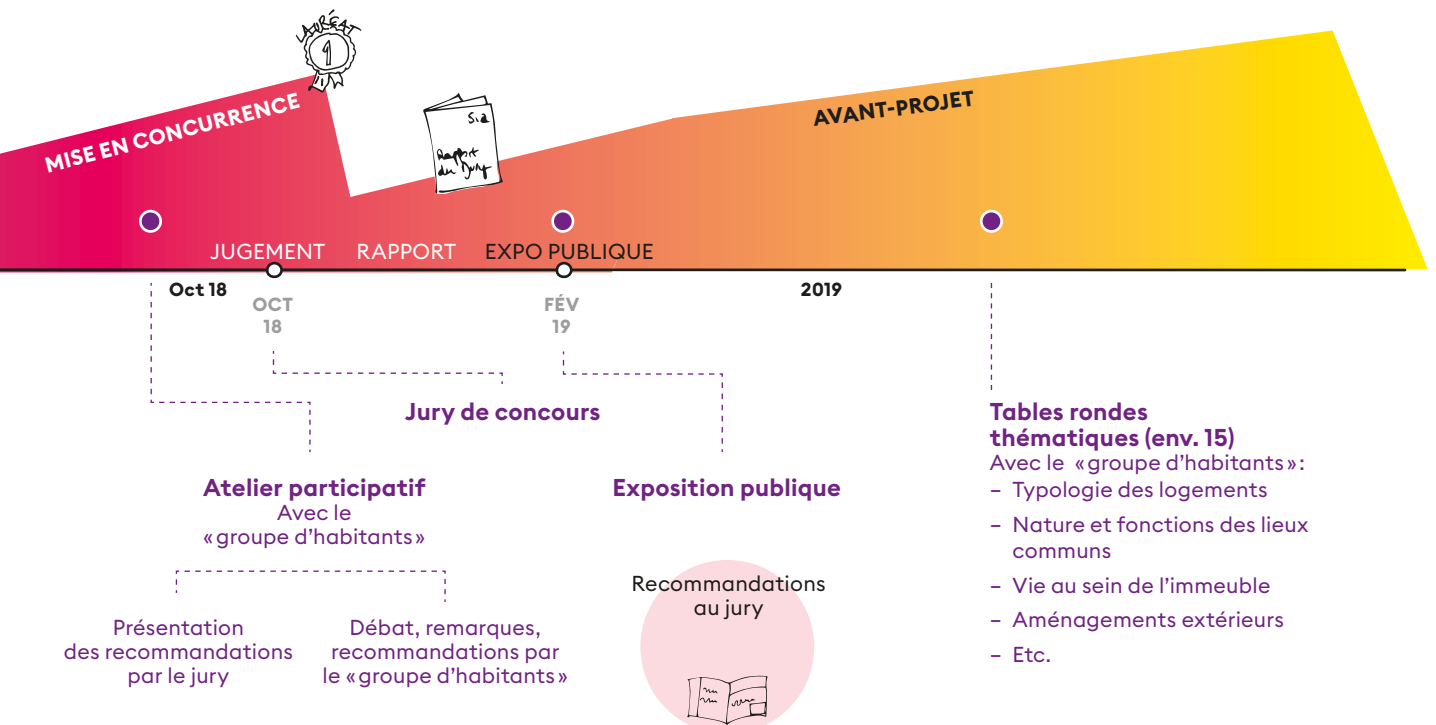 LAURÉAT
1
MISE EN CONCURRENCE
Sia
Rapport
du Jury
AVANT-PROJET
JUGEMENT
RAPPORT
EXPO PUBLIQUE
Oct 18
OCT
18
FÉV
19
2019
Jury de concours
Atelier participatif
Avec le
«groupe d'habitants»
Présentation
des recommandations
par le jury
Débat, remarques,
recommandations par
le «groupe d'habitants»
Exposition publique
Recommandations
au jury
Tables rondes
thématiques (env. 15)
Avec le «groupe d'habitants»:
– Typologie des logements
– Nature et fonctions des lieux
communs
– Vie au sein de l'immeuble
– Aménagements extérieurs
– Etc.